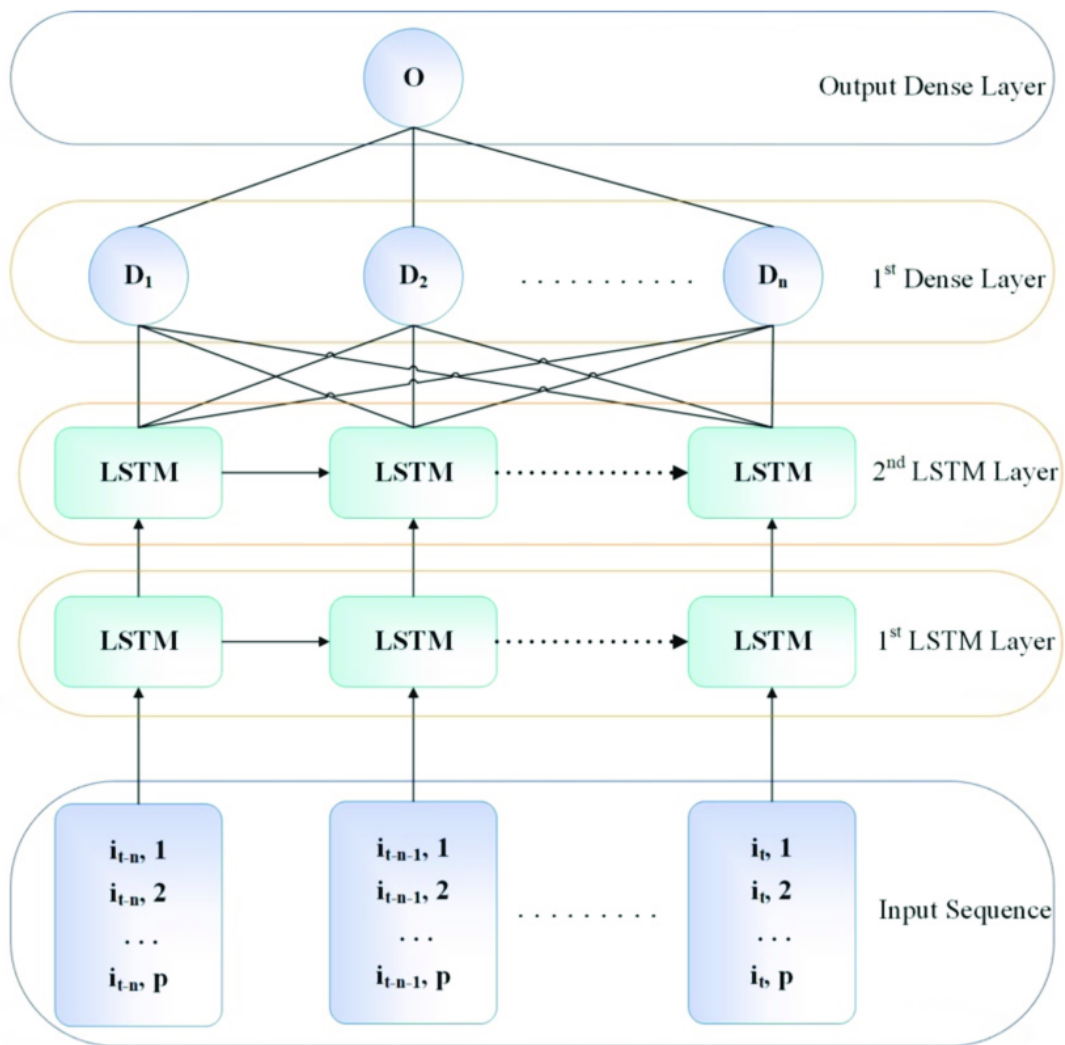 O
Output Dense Layer
D₁ D₂ . . . . . . . . . . . Dₙ 1ˢᵗ Dense Layer
LSTM LSTM LSTM 2ⁿᵈ LSTM Layer
LSTM LSTM LSTM 1ˢᵗ LSTM Layer
iₜ₋ₙ, 1 iₜ₋ₙ₋₁, 1 iₜ, 1
iₜ₋ₙ, 2 iₜ₋ₙ₋₁, 2 iₜ, 2
. . . . . . . . . . . . . . . . . . Input Sequence
iₜ₋ₙ, p iₜ₋ₙ₋₁, p iₜ, p